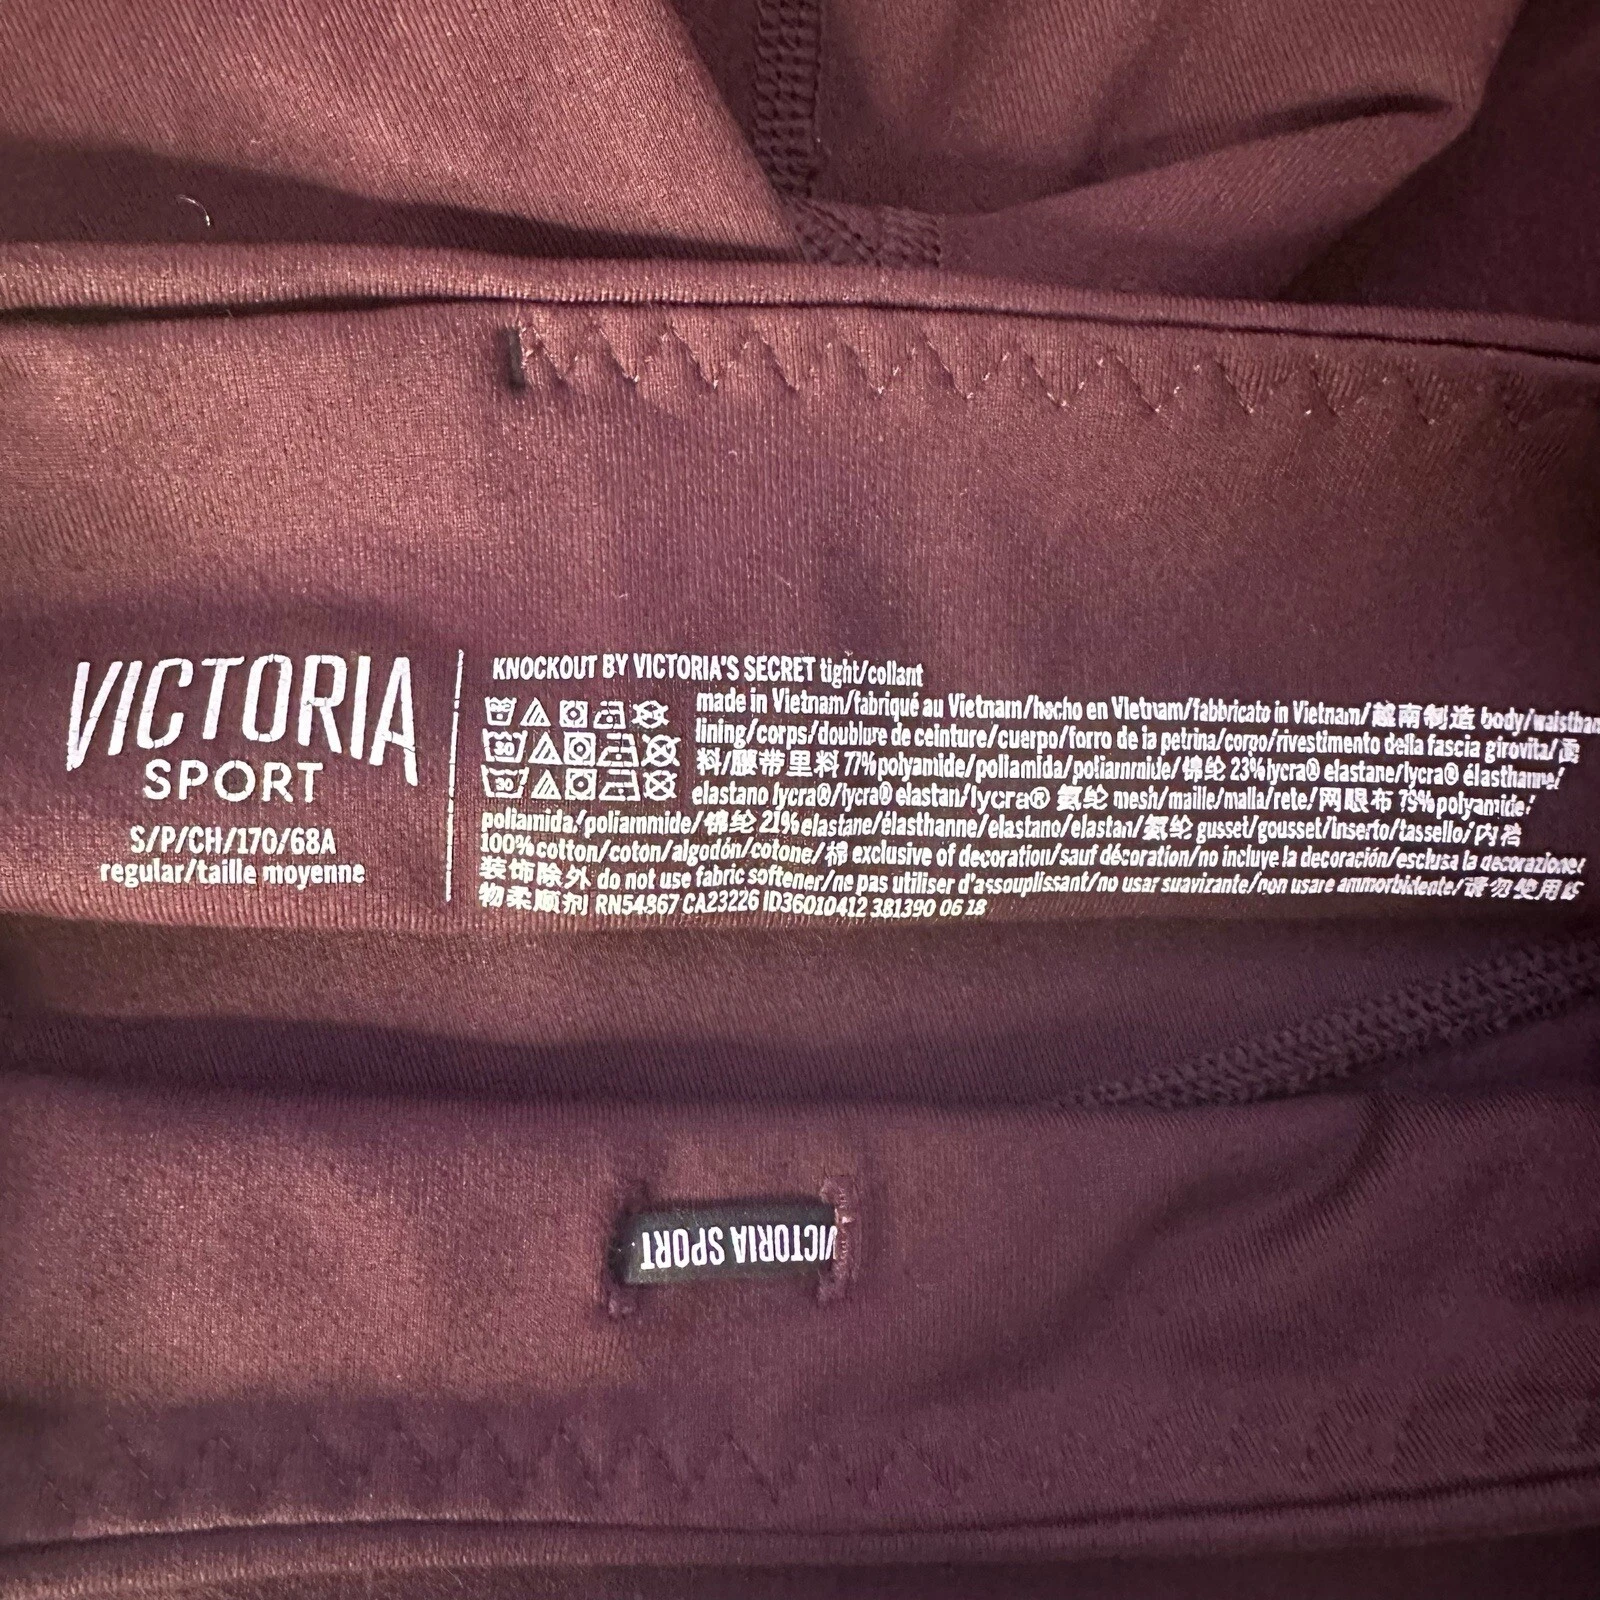 VICTORIA
SPORT
S/P/CH/170/68A
regular/taille moyenne
KNOCKOUT BY VICTORIA'S SECRET tight/collant
made in Vietnam/fabriqué au Vietnam/hecho en Vietnam/fabbricato in Vietnam/越南制造 body/waistban
lining/corps/doublure de ceinture/cuerpo/forro de la petrina/corpo/rivestimento della fascia girovita/面
料/腰带里料 77%polyamide/poliamida/poliammide/锦纶 23%lycra® elastane/lycra® élasthanne/
elastano lycra®/lycra® elastan/lycra® 氨纶 mesh/maille/malla/rete/网眼布 79%polyamide/
poliamida/poliammide/锦纶 21%elastane/élasthanne/elastano/elastan/氨纶 gusset/gousset/inserto/tassello/内裆
100%cotton/coton/algodón/cotone/棉 exclusive of decoration/sauf décoration/no incluye la decoración/esclusa la decorazione/
装饰除外 do not use fabric softener/ne pas utiliser d'assouplissant/no usar suavizante/non usare ammorbidente/请勿使用
物柔顺剂 RN54867 CA23226 ID36010412 381390 06 18
30
30
VICTORIA SPORT